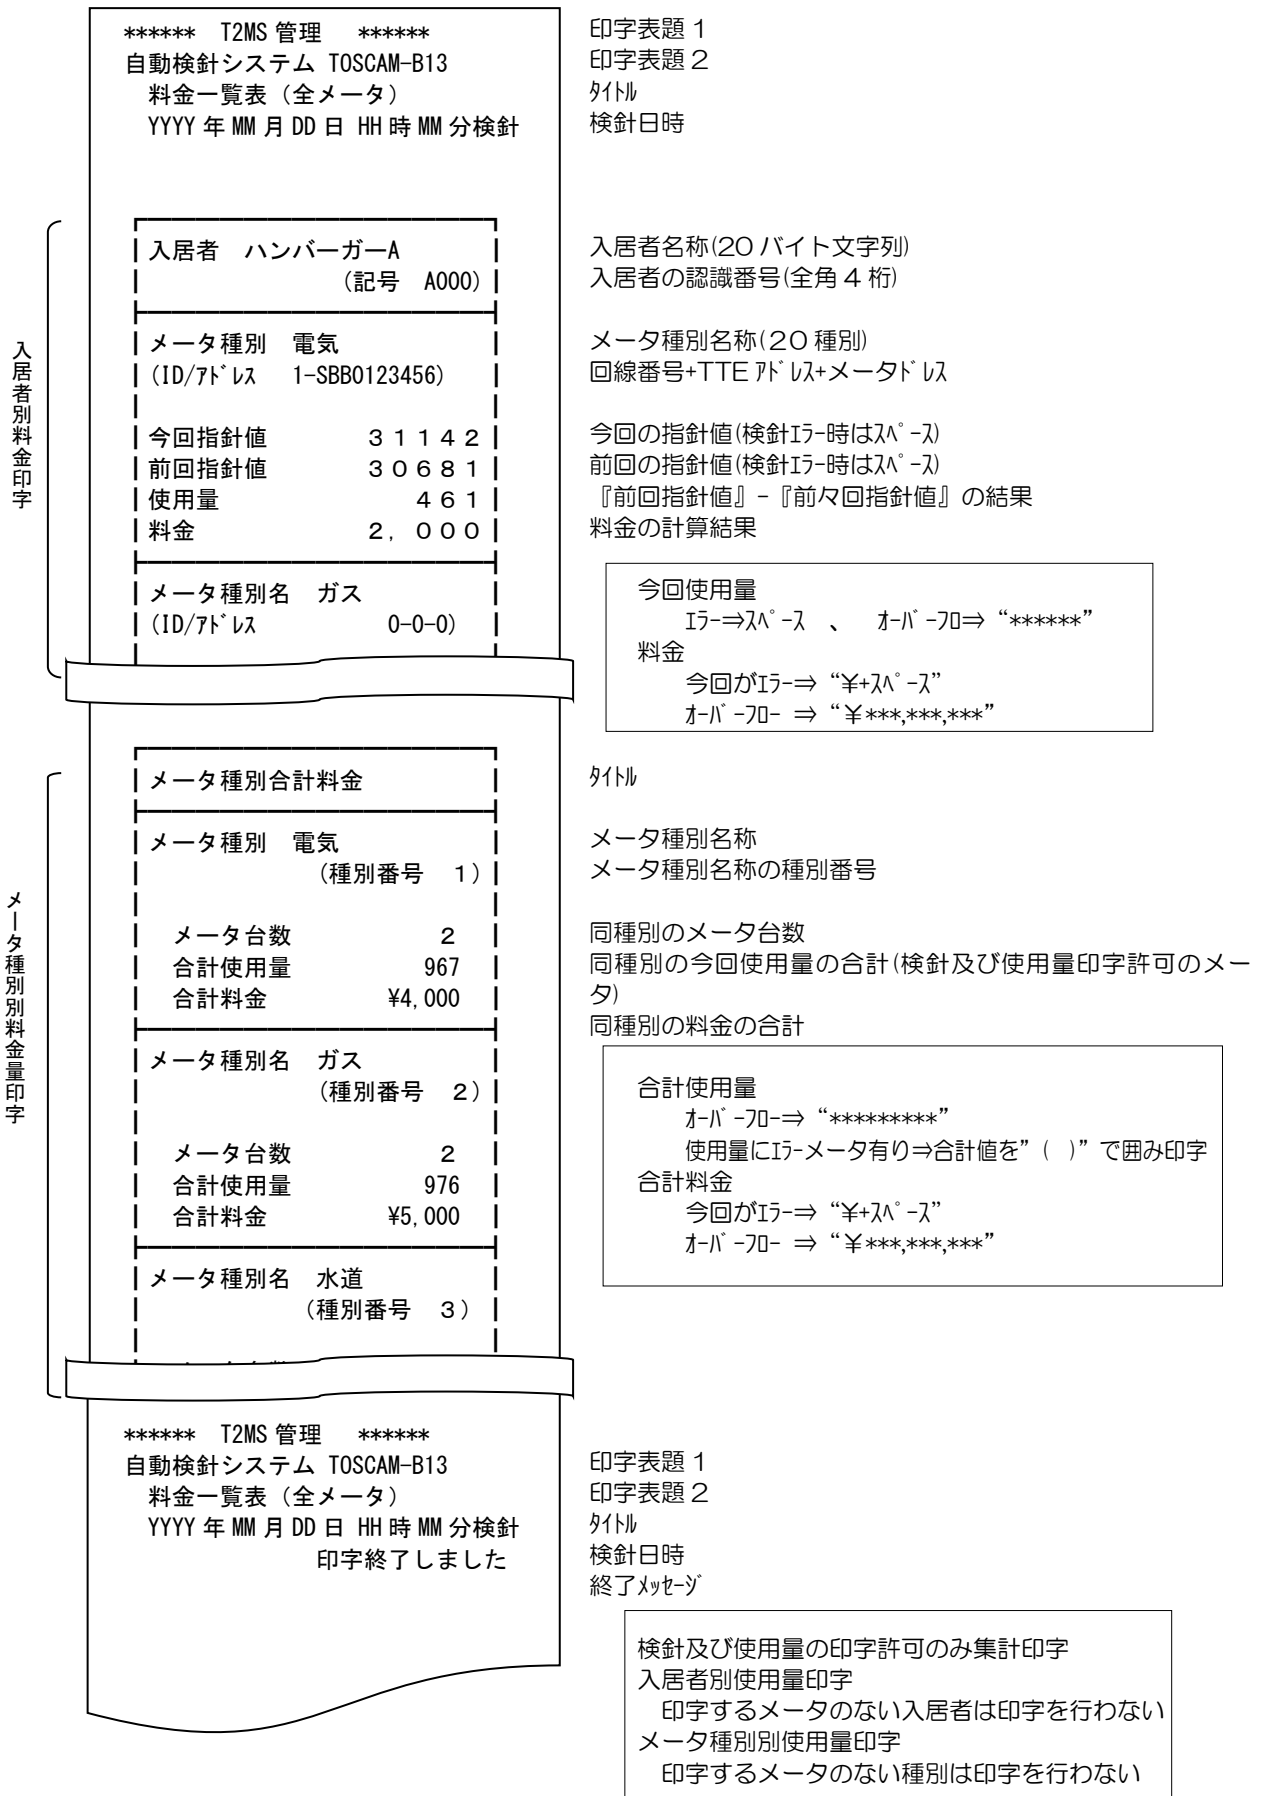 ****** T2MS 管理 ******
自動検針システム TOSCAM-B13
料金一覧表（全メータ）
YYYY 年 MM 月 DD 日 HH 時 MM 分検針
印字表題 1
印字表題 2
ﾀｲﾄﾙ
検針日時
入居者別料金印字
入居者 ハンバーガーA
(記号 A000)
入居者名称(20 バイト文字列)
入居者の認識番号(全角 4 桁)
メータ種別 電気
(ID/ｱﾄﾞﾚｽ 1-SBB0123456)
メータ種別名称(20 種別)
回線番号+TTE ｱﾄﾞﾚｽ+メータﾄﾞﾚｽ
今回指針値 ３１１４２
前回指針値 ３０６８１
使用量 ４６１
料金 ２，０００
今回の指針値(検針ｴﾗｰ時はｽﾍﾟｰｽ)
前回の指針値(検針ｴﾗｰ時はｽﾍﾟｰｽ)
『前回指針値』-『前々回指針値』の結果
料金の計算結果
メータ種別名 ガス
(ID/ｱﾄﾞﾚｽ 0-0-0)
今回使用量
ｴﾗｰ⇒ｽﾍﾟｰｽ 、 ｵｰﾊﾞｰﾌﾛ⇒ “******”
料金
今回がｴﾗｰ⇒ “¥+ｽﾍﾟｰｽ”
ｵｰﾊﾞｰﾌﾛｰ ⇒ “￥***,***,***”
メータ種別別料金量印字
メータ種別合計料金
ﾀｲﾄﾙ
メータ種別 電気
（種別番号 １）
メータ種別名称
メータ種別名称の種別番号
メータ台数 ２
合計使用量 967
合計料金 ¥4,000
同種別のメータ台数
同種別の今回使用量の合計(検針及び使用量印字許可のメー
タ)
同種別の料金の合計
メータ種別名 ガス
（種別番号 ２）
メータ台数 ２
合計使用量 976
合計料金 ¥5,000
合計使用量
ｵｰﾊﾞｰﾌﾛｰ⇒ “*********”
使用量にｴﾗｰメータ有り⇒合計値を”( )” で囲み印字
合計料金
今回がｴﾗｰ⇒ “¥+ｽﾍﾟｰｽ”
ｵｰﾊﾞｰﾌﾛｰ ⇒ “￥***,***,***”
メータ種別名 水道
（種別番号 ３）
****** T2MS 管理 ******
自動検針システム TOSCAM-B13
料金一覧表（全メータ）
YYYY 年 MM 月 DD 日 HH 時 MM 分検針
印字終了しました
印字表題 1
印字表題 2
ﾀｲﾄﾙ
検針日時
終了ﾒｯｾｰｼﾞ
検針及び使用量の印字許可のみ集計印字
入居者別使用量印字
印字するメータのない入居者は印字を行わない
メータ種別別使用量印字
印字するメータのない種別は印字を行わない